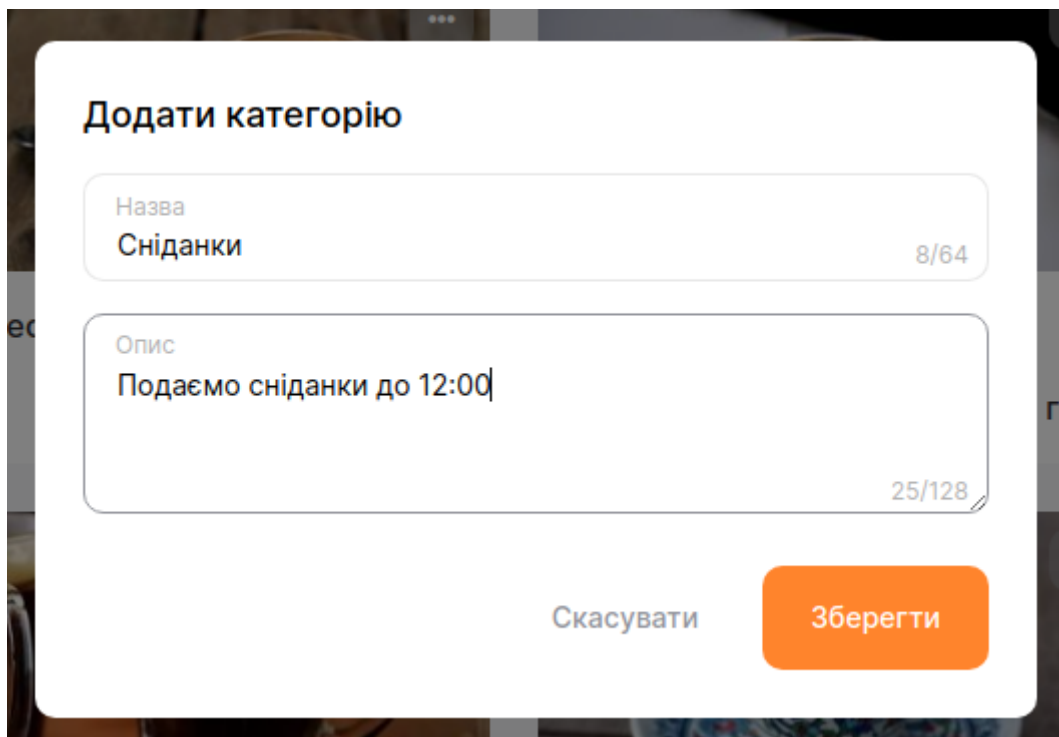 Додати категорію
Назва
Сніданки
8/64
Опис
Подаємо сніданки до 12:00
25/128
Скасувати
Зберегти